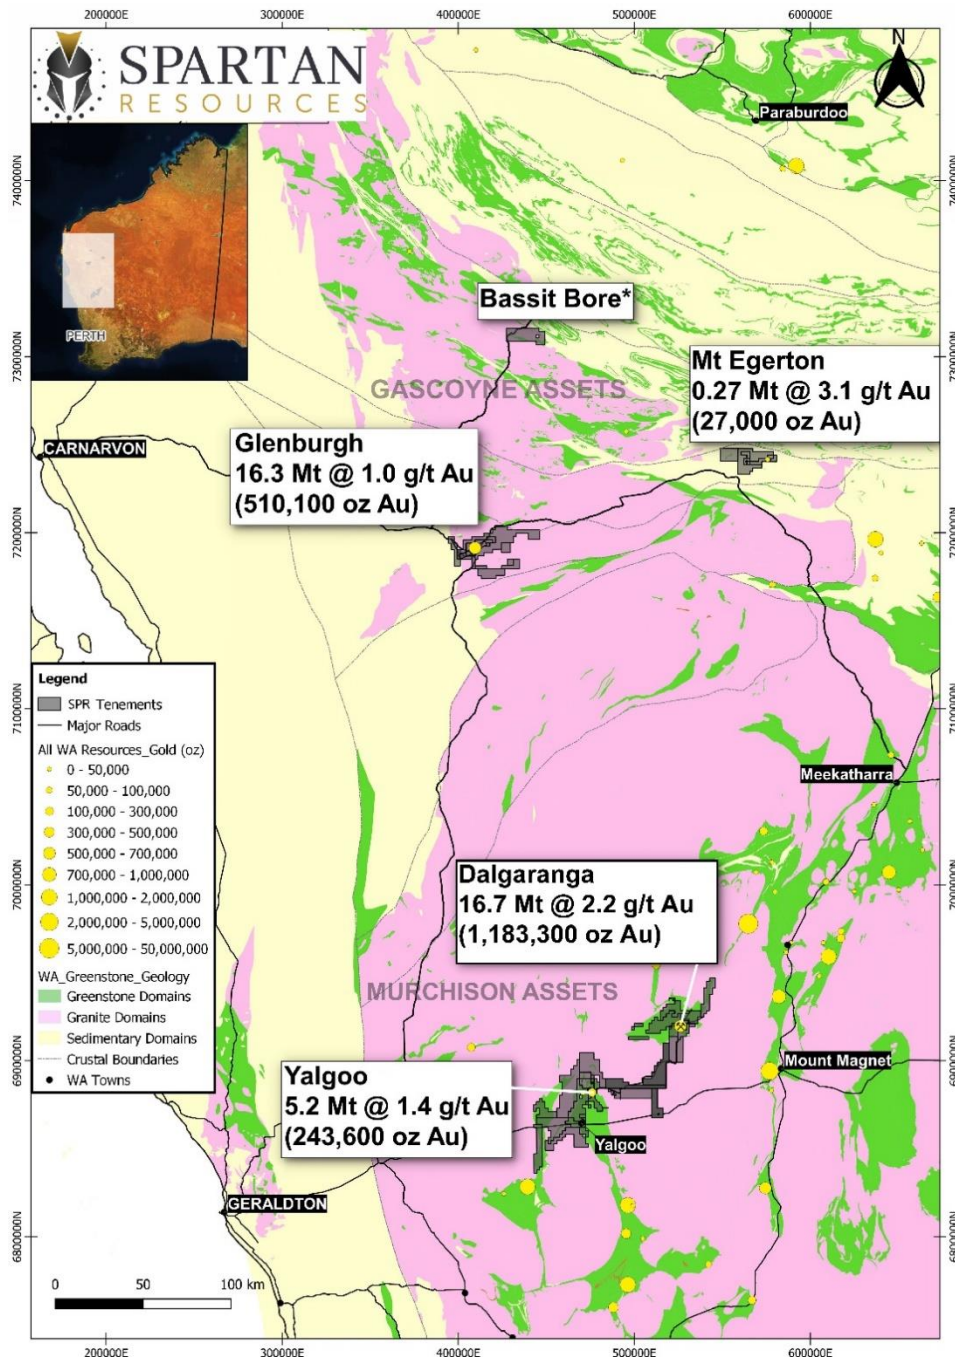 200000E 300000E 400000E 500000E 600000E
SPARTAN
RESOURCES
N
Paraburdoo
7400000N
7400000N
PERTH
Bassit Bore*
7300000N
7300000N
Mt Egerton
0.27 Mt @ 3.1 g/t Au
(27,000 oz Au)
GASCOYNE ASSETS
CARNARVON
Glenburgh
16.3 Mt @ 1.0 g/t Au
(510,100 oz Au)
7200000N
7200000N
Legend
SPR Tenements
Major Roads
All WA Resources_Gold (oz)
0 - 50,000
50,000 - 100,000
100,000 - 300,000
300,000 - 500,000
500,000 - 700,000
700,000 - 1,000,000
1,000,000 - 2,000,000
2,000,000 - 5,000,000
5,000,000 - 50,000,000
WA_Greenstone_Geology
Greenstone Domains
Granite Domains
Sedimentary Domains
Crustal Boundaries
WA Towns
7100000N
7100000N
Meekatharra
7000000N
7000000N
Dalgaranga
16.7 Mt @ 2.2 g/t Au
(1,183,300 oz Au)
MURCHISON ASSETS
6900000N
6900000N
Mount Magnet
Yalgoo
5.2 Mt @ 1.4 g/t Au
(243,600 oz Au)
Yalgoo
GERALDTON
6800000N
6800000N
0 50 100 km
200000E 300000E 400000E 500000E 600000E